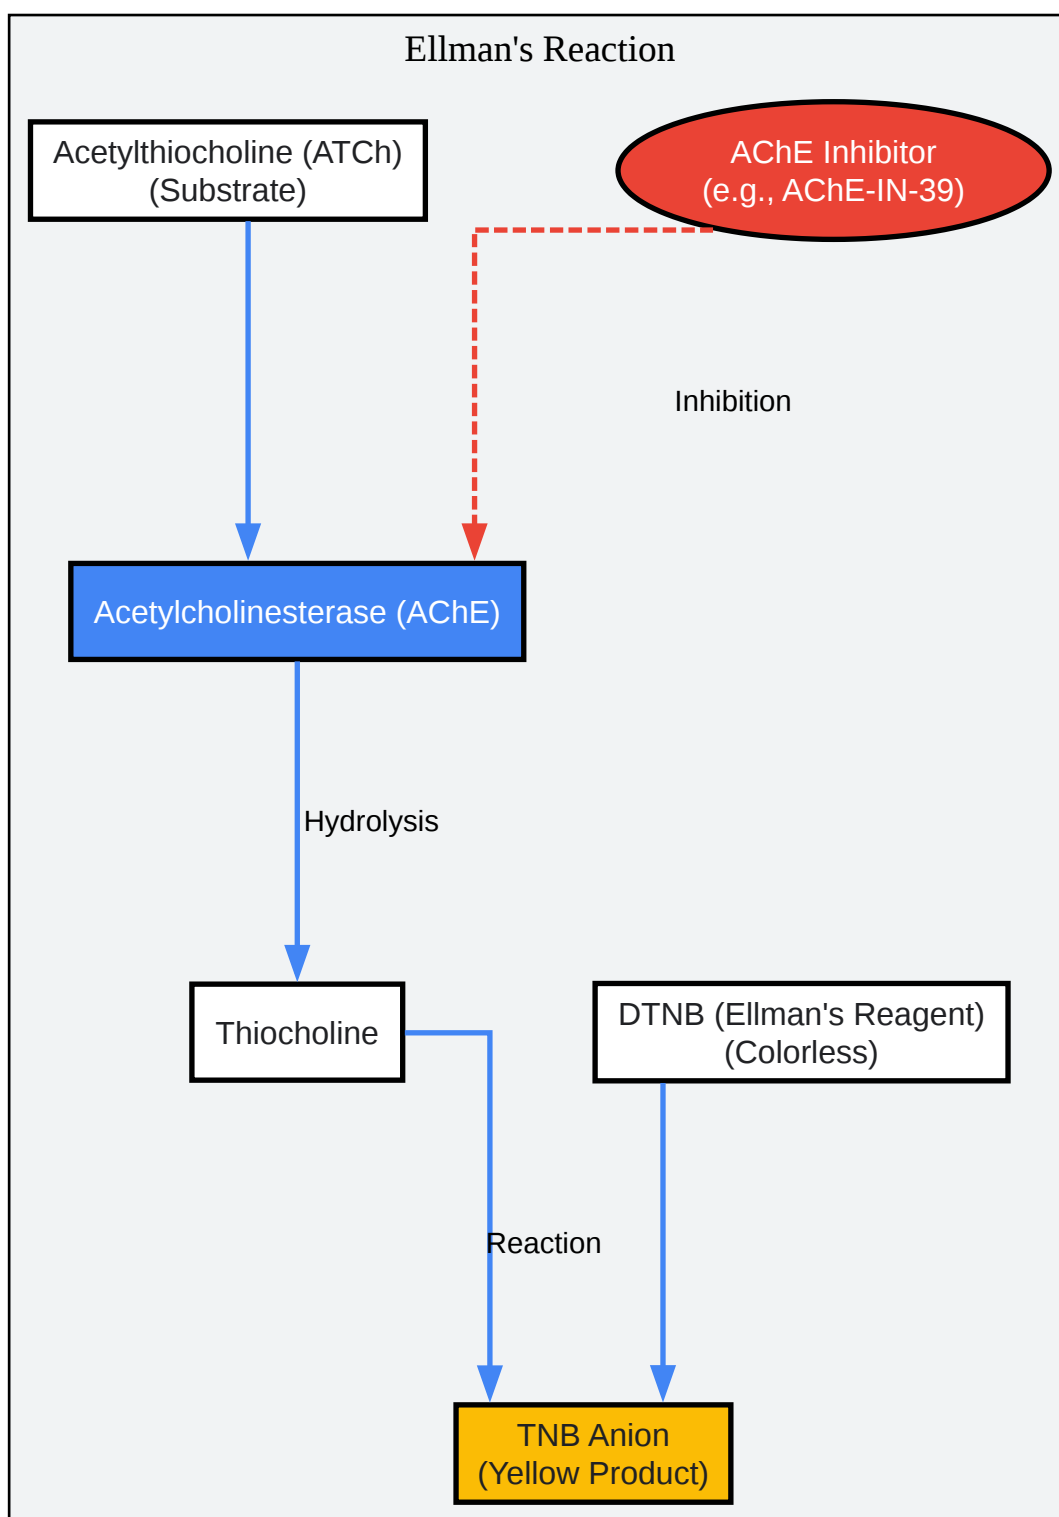 Ellman's Reaction
Acetylthiocholine (ATCh)
(Substrate)
AChE Inhibitor
(e.g., AChE-IN-39)
Inhibition
Acetylcholinesterase (AChE)
Hydrolysis
Thiocholine
DTNB (Ellman's Reagent)
(Colorless)
Reaction
TNB Anion
(Yellow Product)